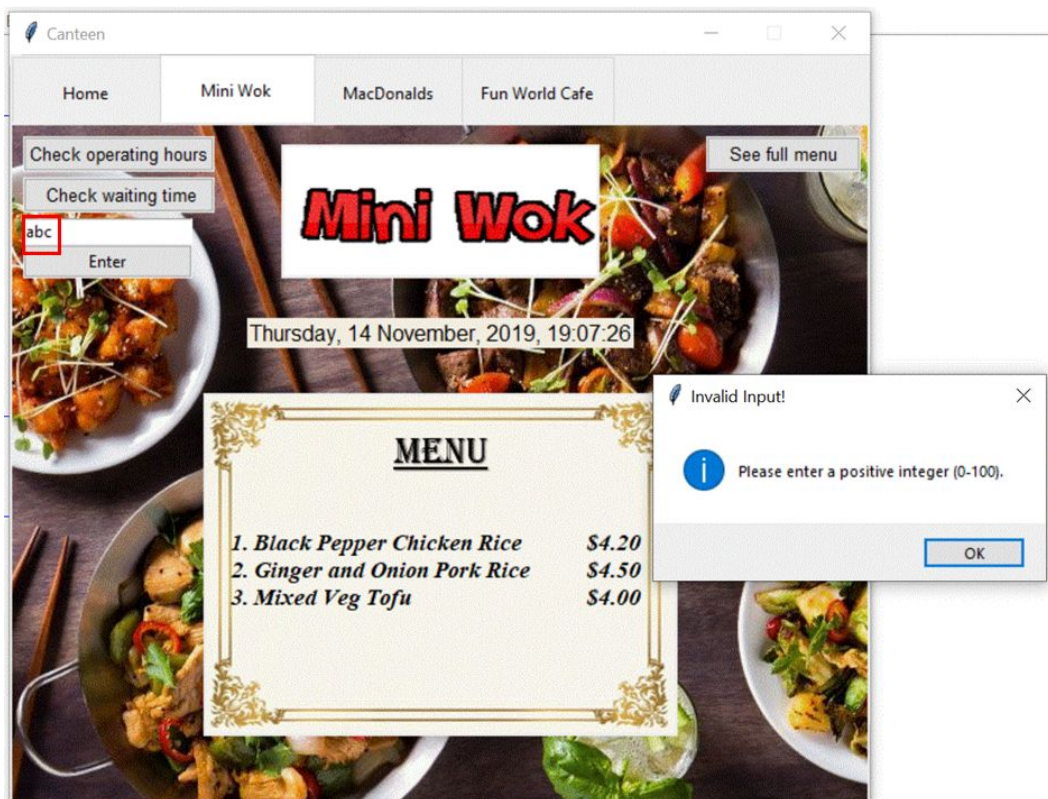 Canteen
Home Mini Wok MacDonalds Fun World Cafe
Check operating hours
See full menu
Check waiting time
Mini Wok
abc
Enter
Thursday, 14 November, 2019, 19:07:26
Invalid Input!
Please enter a positive integer (0-100).
OK
MENU
1. Black Pepper Chicken Rice $4.20
2. Ginger and Onion Pork Rice $4.50
3. Mixed Veg Tofu $4.00